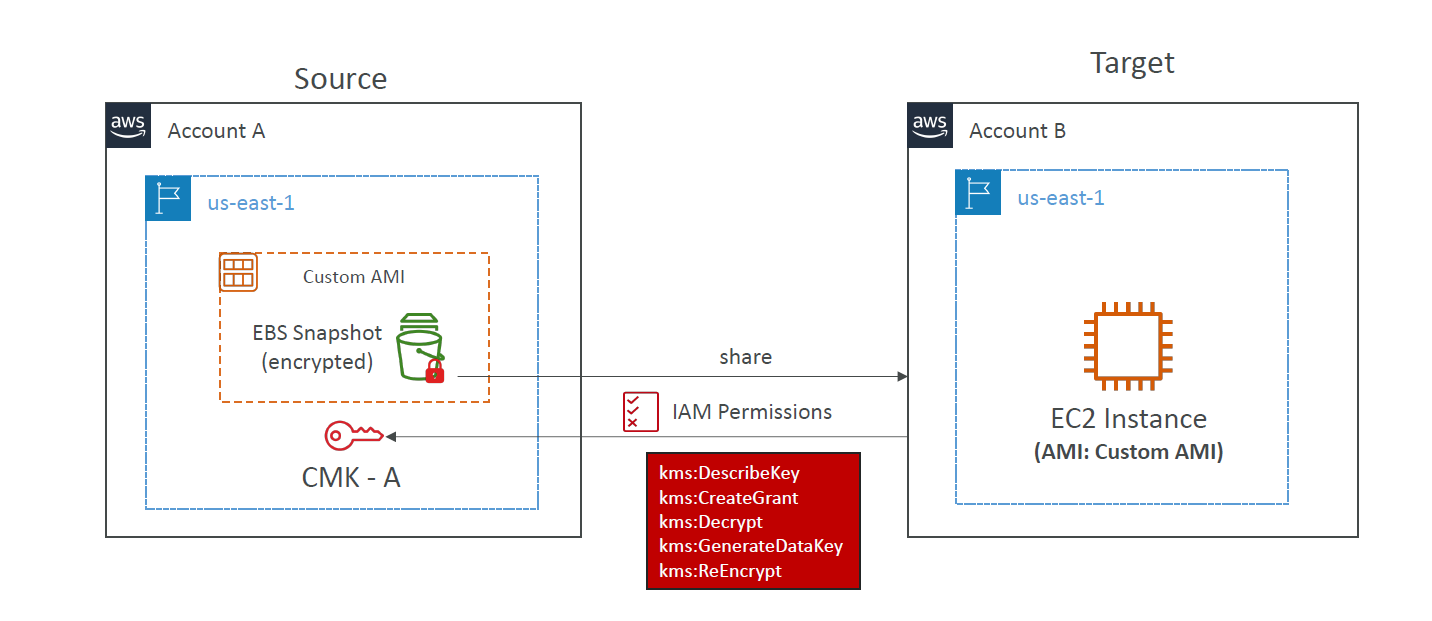 Source
Target
aws
Account A
aws
Account B
us-east-1
us-east-1
Custom AMI
EBS Snapshot
(encrypted)
share
IAM Permissions
CMK - A
EC2 Instance
(AMI: Custom AMI)
kms:DescribeKey
kms:CreateGrant
kms:Decrypt
kms:GenerateDataKey
kms:ReEncrypt